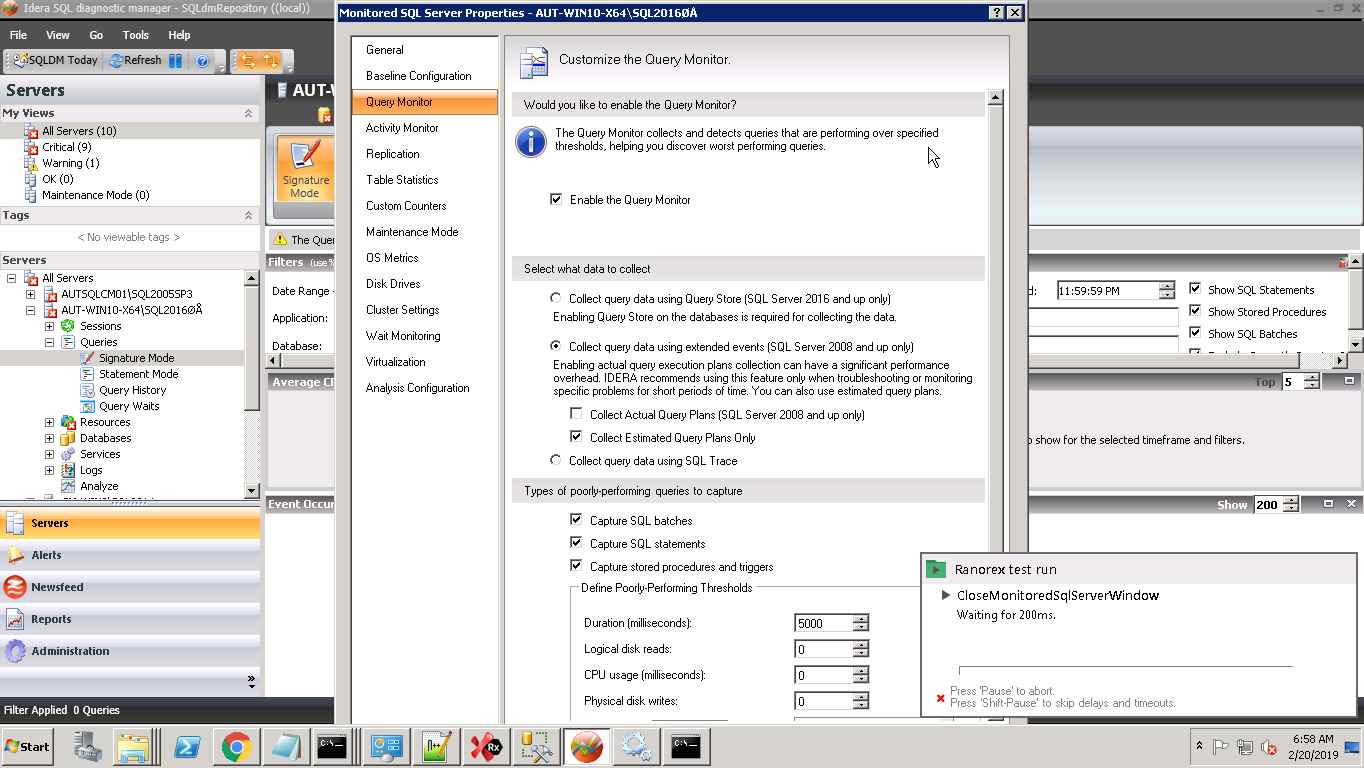 Idera SQL diagnostic manager - SQLdmRepository ((local))
File View Go Tools Help
SQLDM Today Refresh
Servers
My Views
All Servers (10)
Critical (9)
Warning (1)
OK (0)
Maintenance Mode (0)
Tags
< No viewable tags >
Servers
All Servers
AUTSQLCM01\SQL2005SP3
AUT-WIN10-X64\SQL2016ØÅ
Sessions
Queries
Signature Mode
Statement Mode
Query History
Query Waits
Resources
Databases
Services
Logs
Analyze
Servers
Alerts
Newsfeed
Reports
Administration
Filter Applied 0 Queries
Signature
Mode
The Quer
Filters
Date Range -
Application:
Database:
Event Occur
Monitored SQL Server Properties - AUT-WIN10-X64\SQL2016ØÅ
General
Baseline Configuration
Query Monitor
Activity Monitor
Replication
Table Statistics
Custom Counters
Maintenance Mode
OS Metrics
Disk Drives
Cluster Settings
Wait Monitoring
Virtualization
Analysis Configuration
Customize the Query Monitor.
Would you like to enable the Query Monitor?
The Query Monitor collects and detects queries that are performing over specified
thresholds, helping you discover worst performing queries.
Enable the Query Monitor
Select what data to collect
Collect query data using Query Store (SQL Server 2016 and up only)
Enabling Query Store on the databases is required for collecting the data.
Collect query data using extended events (SQL Server 2008 and up only)
Enabling actual query execution plans collection can have a significant performance
overhead. IDERA recommends using this feature only when troubleshooting or monitoring
specific problems for short periods of time. You can also use estimated query plans.
Collect Actual Query Plans (SQL Server 2008 and up only)
Collect Estimated Query Plans Only
Collect query data using SQL Trace
Types of poorly-performing queries to capture
Capture SQL batches
Capture SQL statements
Capture stored procedures and triggers
Define Poorly-Performing Thresholds
Duration (milliseconds): 5000
Logical disk reads: 0
CPU usage (milliseconds): 0
Physical disk writes: 0
11:59:59 PM
Show SQL Statements
Show Stored Procedures
Show SQL Batches
Top 5
show for the selected timeframe and filters.
Show 200
Ranorex test run
CloseMonitoredSqlServerWindow
Waiting for 200ms.
Press 'Pause' to abort.
Press 'Shift-Pause' to skip delays and timeouts.
Start
6:58 AM
2/20/2019